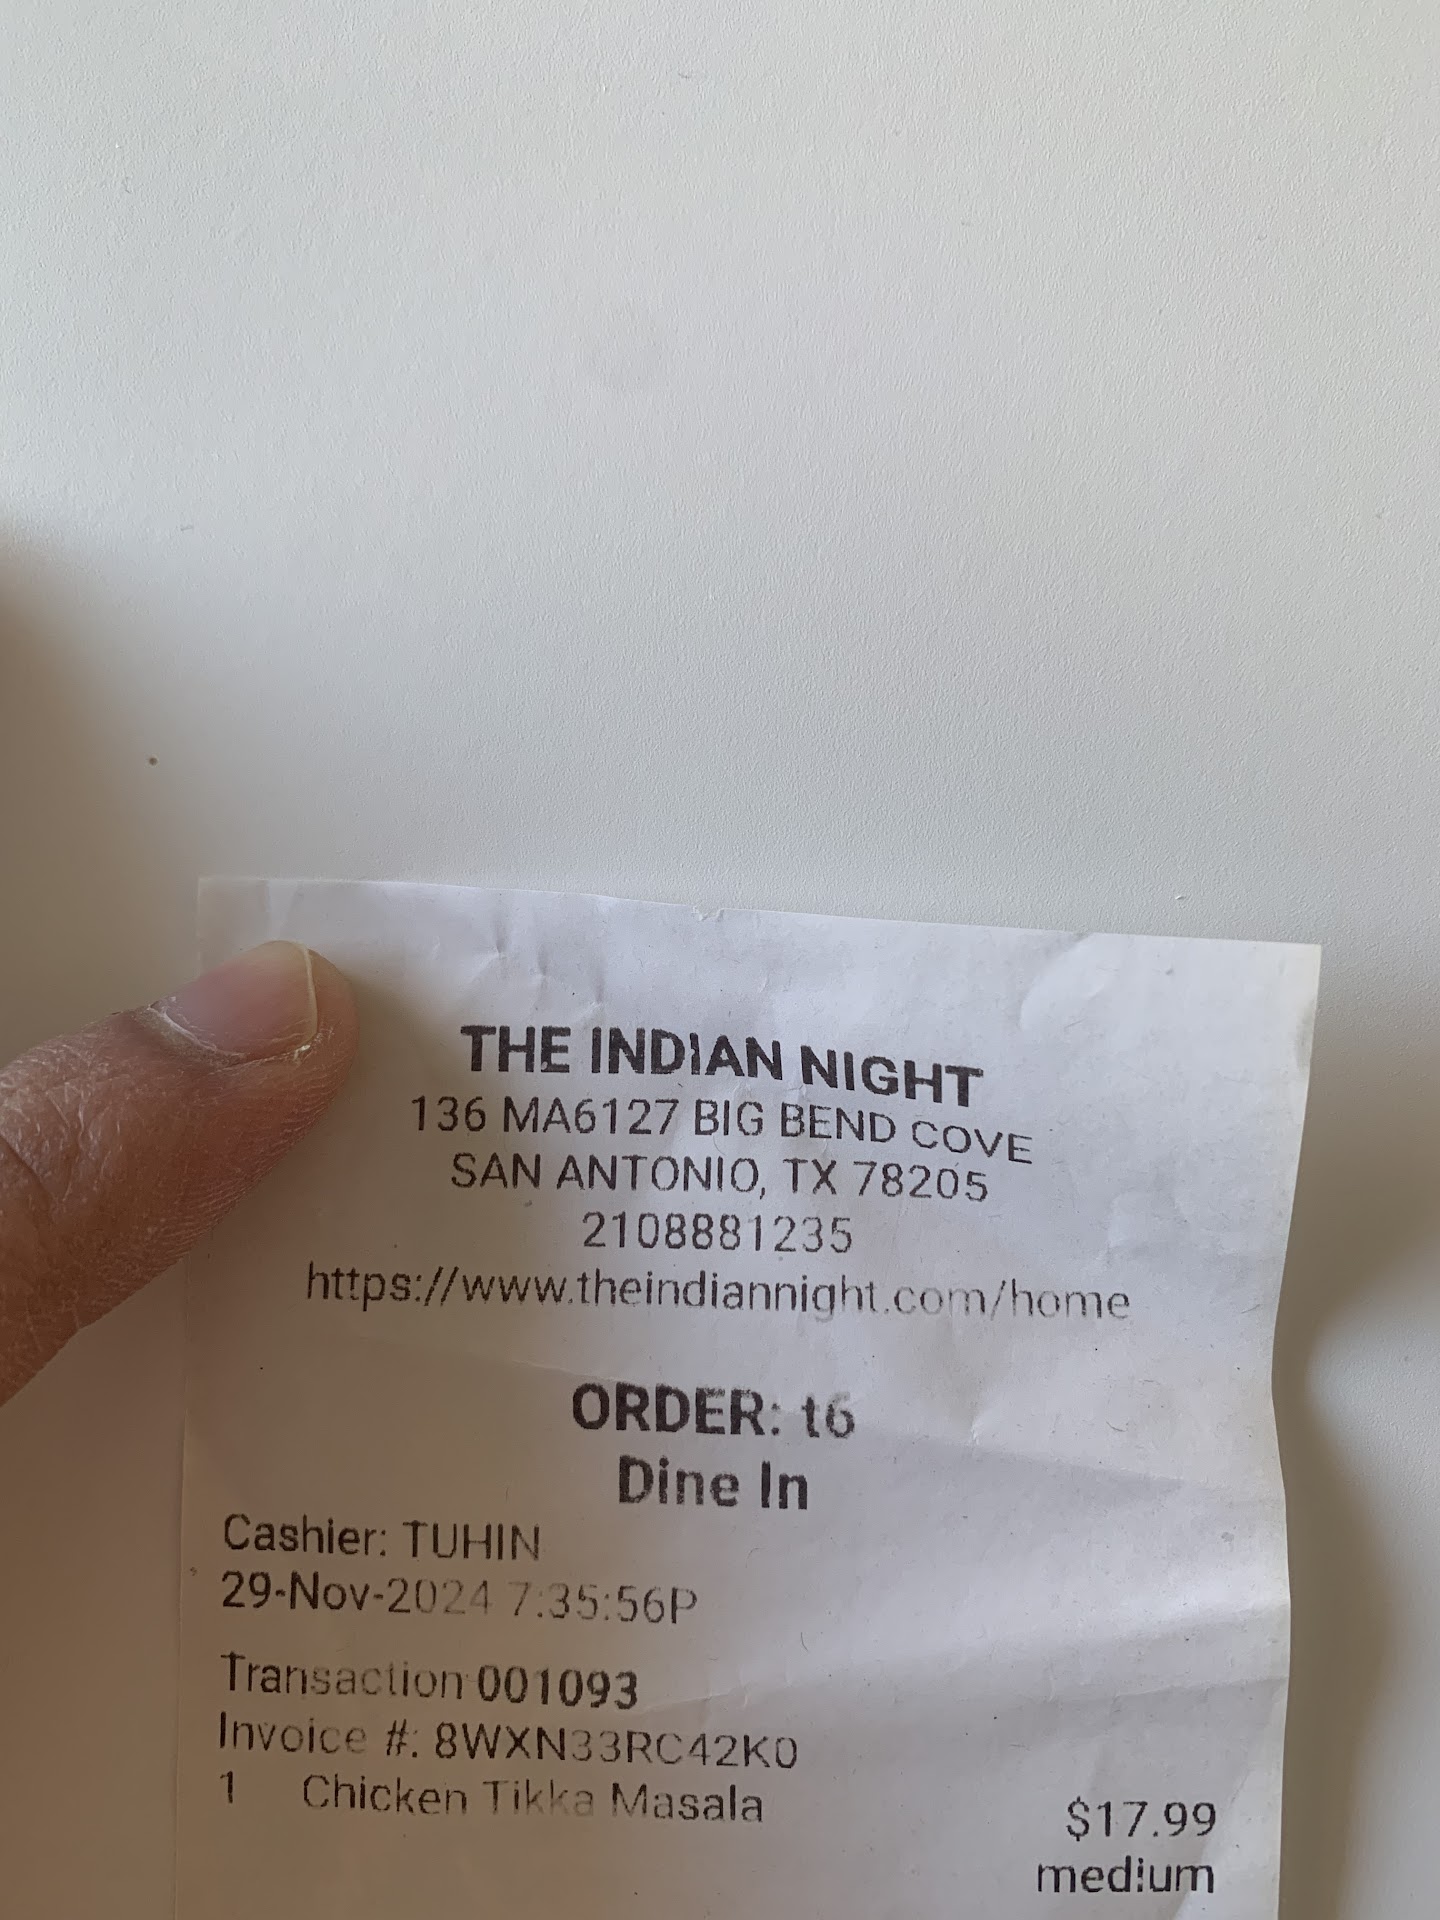 THE INDIAN NIGHT
136 MA6127 BIG BEND COVE
SAN ANTONIO, TX 78205
2108881235
https://www.theindiannight.com/home
ORDER: t6
Dine In
Cashier: TUHIN
29-Nov-2024 7:35:56P
Transaction 001093
Invoice #: 8WXN33RC42K0
1 Chicken Tikka Masala $17.99
medium